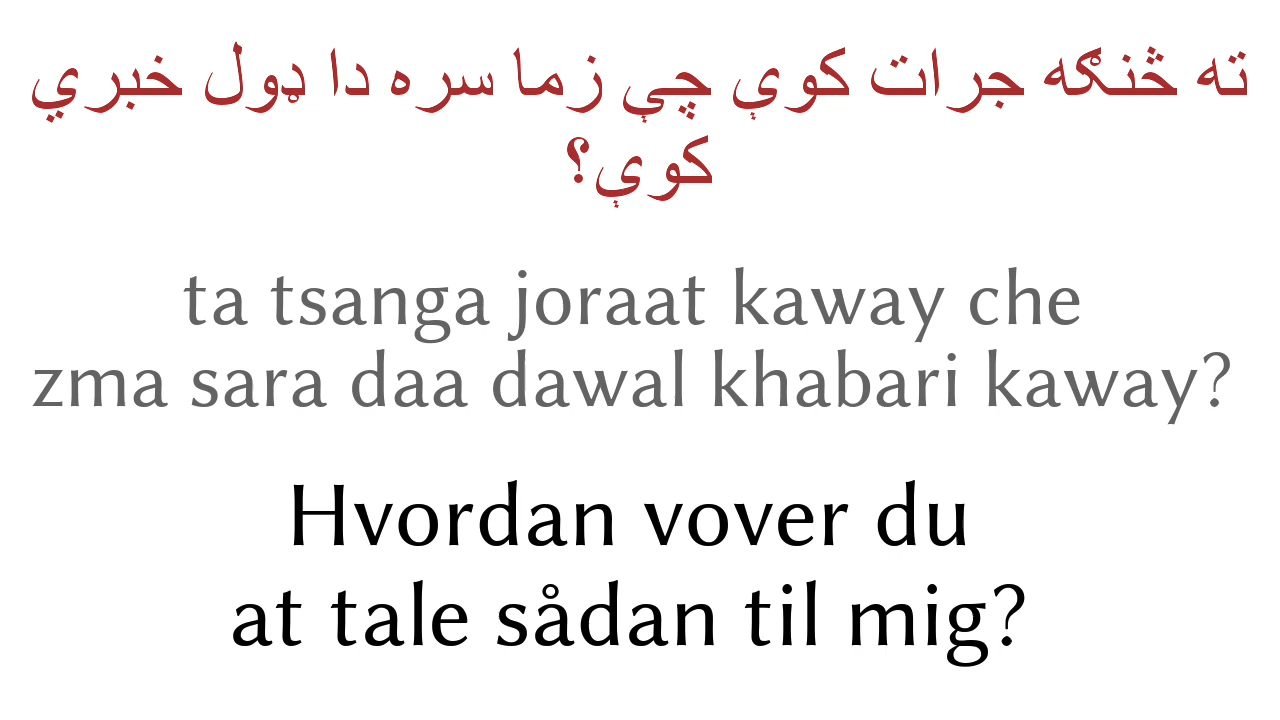 ته څنګه جرات کوې چې زما سره دا ډول خبرې
کوې؟
ta tsanga joraat kaway che
zma sara daa dawal khabari kaway?
Hvordan vover du
at tale sådan til mig?